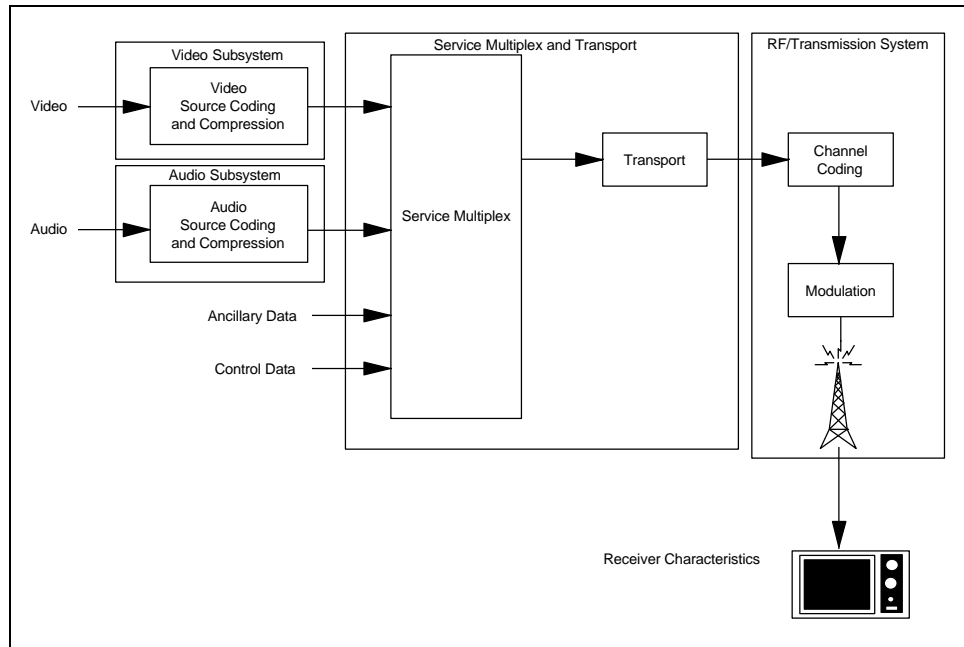 Video Subsystem
Video
Source Coding
and Compression
Video
Audio Subsystem
Audio
Source Coding
and Compression
Audio
Ancillary Data
Control Data
Service Multiplex and Transport
Service Multiplex
Transport
RF/Transmission System
Channel
Coding
Modulation
Receiver Characteristics